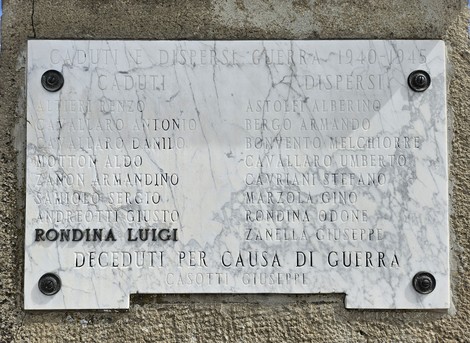 CADUTI E DISPERSI GUERRA 1940-1945
CADUTI DISPERSI
ALTIERI RENZO ASTOLFI ALBERINO
CAVALLARO ANTONIO BERGO ARMANDO
CAVALLARO DANILO BONVENTO MELCHIORRE
MOTTON ALDO CAVALLARO UMBERTO
ZANON ARMANDINO CAVRIANI STEFANO
SERGIO MARZOLA GINO
ANDREOTTI GIUSTO RONDINA ODONE
RONDINA LUIGI ZANELLA GIUSEPPE
DECEDUTI PER CAUSA DI GUERRA
CASOTTI GIUSEPPE